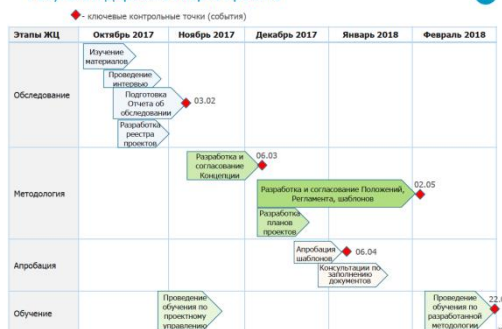 - ключевые контрольные точки (события)
Этапы ЖЦ Октябрь 2017 Ноябрь 2017 Декабрь 2017 Январь 2018 Февраль 2018
Изучение
материалов
Проведение
интервью
Обследование
Подготовка
Отчета об
обследовании
03.02
Разработка
реестра
проектов
Методология
Разработка и
согласование
Концепции
06.03
Разработка и согласование Положений,
Регламента, шаблонов
02.05
Разработка
планов
проектов
Апробация
Апробация
шаблонов
06.04
Консультации по
заполнению
документов
Обучение
Проведение
обучения по
проектному
управлению
Проведение
обучения по
разработанной
методологии